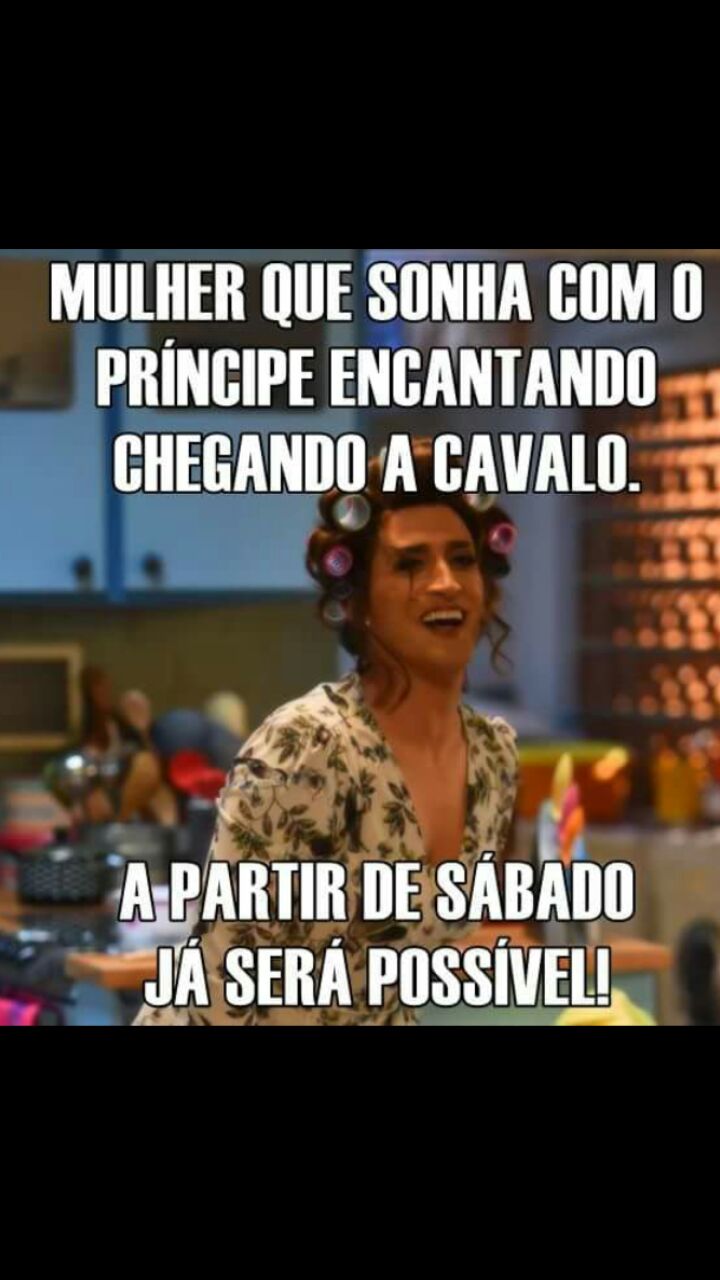 MULHER QUE SONHA COM O
PRÍNCIPE ENCANTANDO
CHEGANDO A CAVALO.
A PARTIR DE SÁBADO
JÁ SERÁ POSSÍVEL!